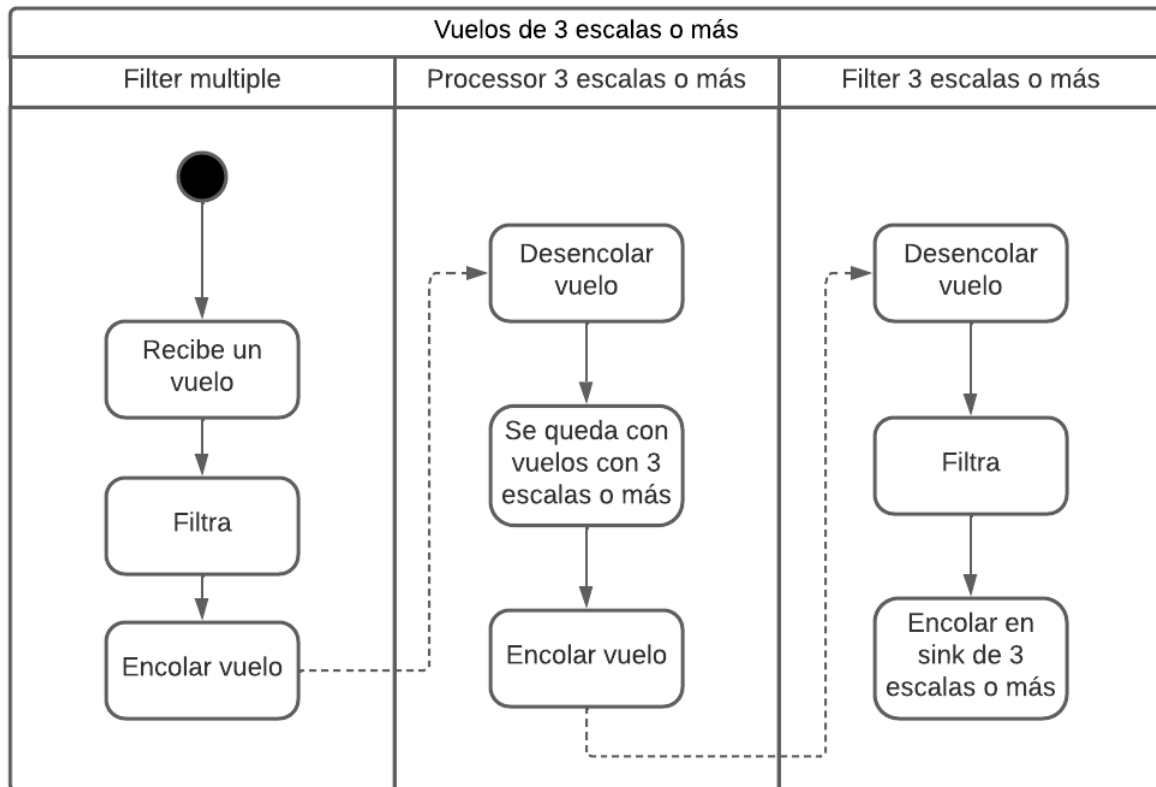 Vuelos de 3 escalas o más
Filter multiple
Processor 3 escalas o más
Filter 3 escalas o más
Recibe un
vuelo
Filtra
Encolar vuelo
Desencolar
vuelo
Se queda con
vuelos con 3
escalas o más
Encolar vuelo
Desencolar
vuelo
Filtra
Encolar en
sink de 3
escalas o más